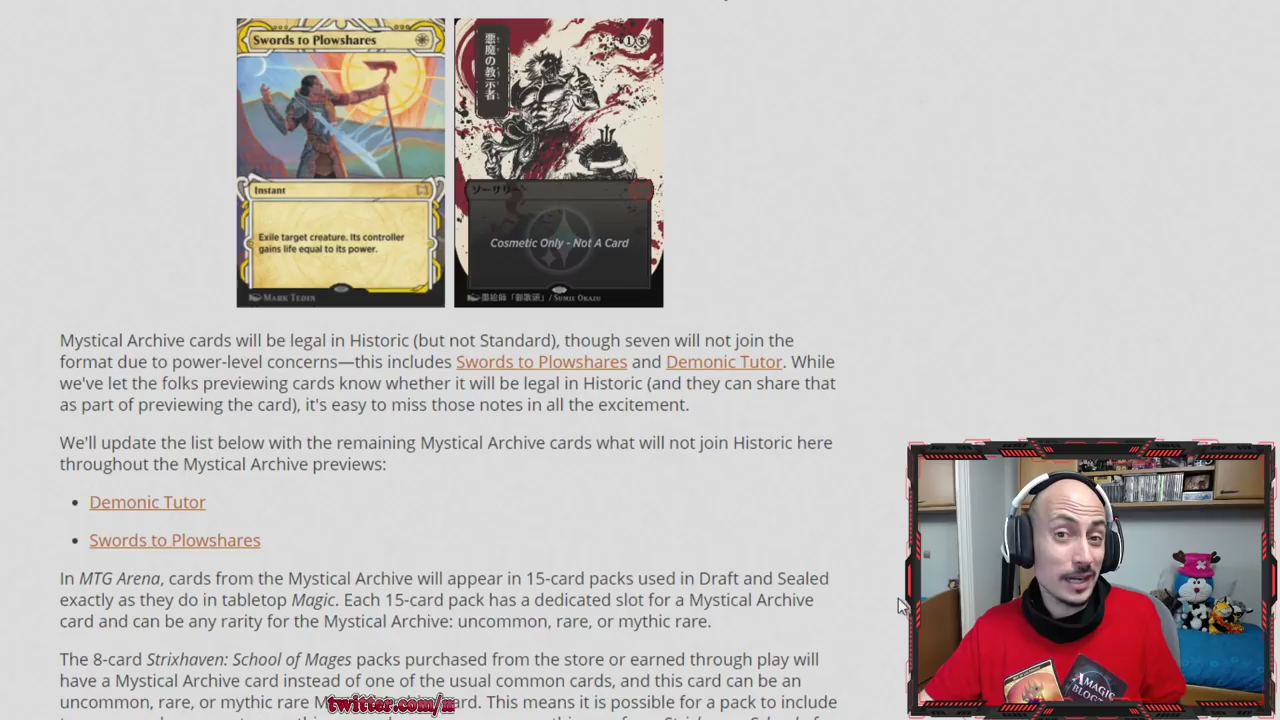 Swords to Plowshares
悪魔の教示者
1
Instant
ソーサリー
Exile target creature. Its controller
gains life equal to its power.
Cosmetic Only - Not A Card
MARK TEDIN
/ SUMIE OKAZU
Mystical Archive cards will be legal in Historic (but not Standard), though seven will not join the
format due to power-level concerns—this includes Swords to Plowshares and Demonic Tutor. While
we've let the folks previewing cards know whether it will be legal in Historic (and they can share that
as part of previewing the card), it's easy to miss those notes in all the excitement.
We'll update the list below with the remaining Mystical Archive cards what will not join Historic here
throughout the Mystical Archive previews:
• Demonic Tutor
• Swords to Plowshares
In MTG Arena, cards from the Mystical Archive will appear in 15-card packs used in Draft and Sealed
exactly as they do in tabletop Magic. Each 15-card pack has a dedicated slot for a Mystical Archive
card and can be any rarity for the Mystical Archive: uncommon, rare, or mythic rare.
The 8-card Strixhaven: School of Mages packs purchased from the store or earned through play will
have a Mystical Archive card instead of one of the usual common cards, and this card can be an
uncommon, rare, or mythic rare M card. This means it is possible for a pack to include
twitter.com/n
AMAGIC
BLOG